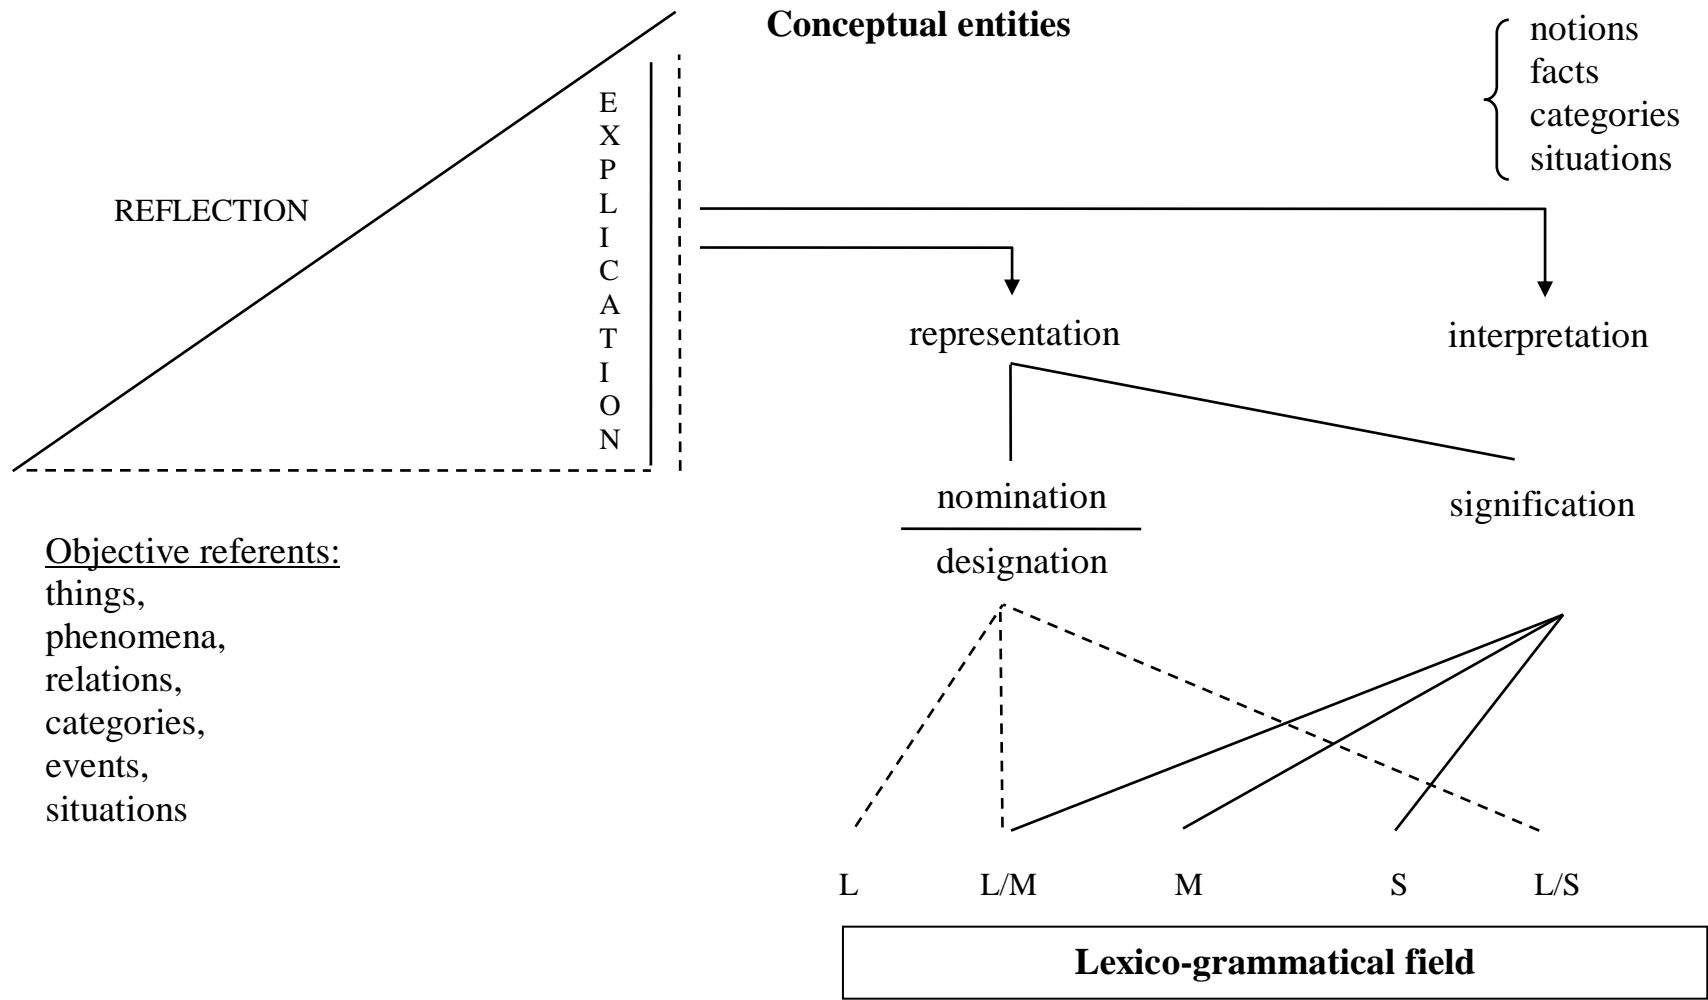 Conceptual entities
notions
facts
categories
situations
EXPLICATION
REFLECTION
representation
interpretation
nomination
signification
designation
Objective referents:
things,
phenomena,
relations,
categories,
events,
situations
L L/M M S L/S
Lexico-grammatical field